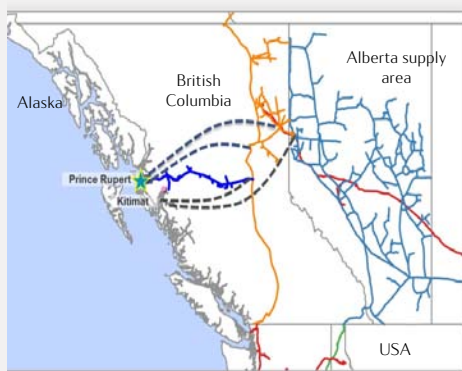 Alberta supply
area
British
Columbia
Alaska
Prince Rupert
Kitimat
USA